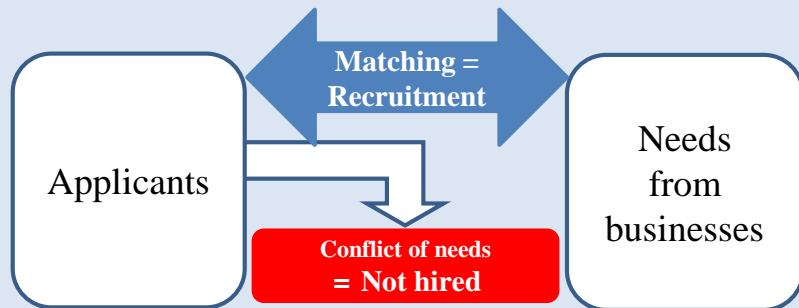 Matching =
Recruitment
Applicants
Needs
from
businesses
Conflict of needs
= Not hired